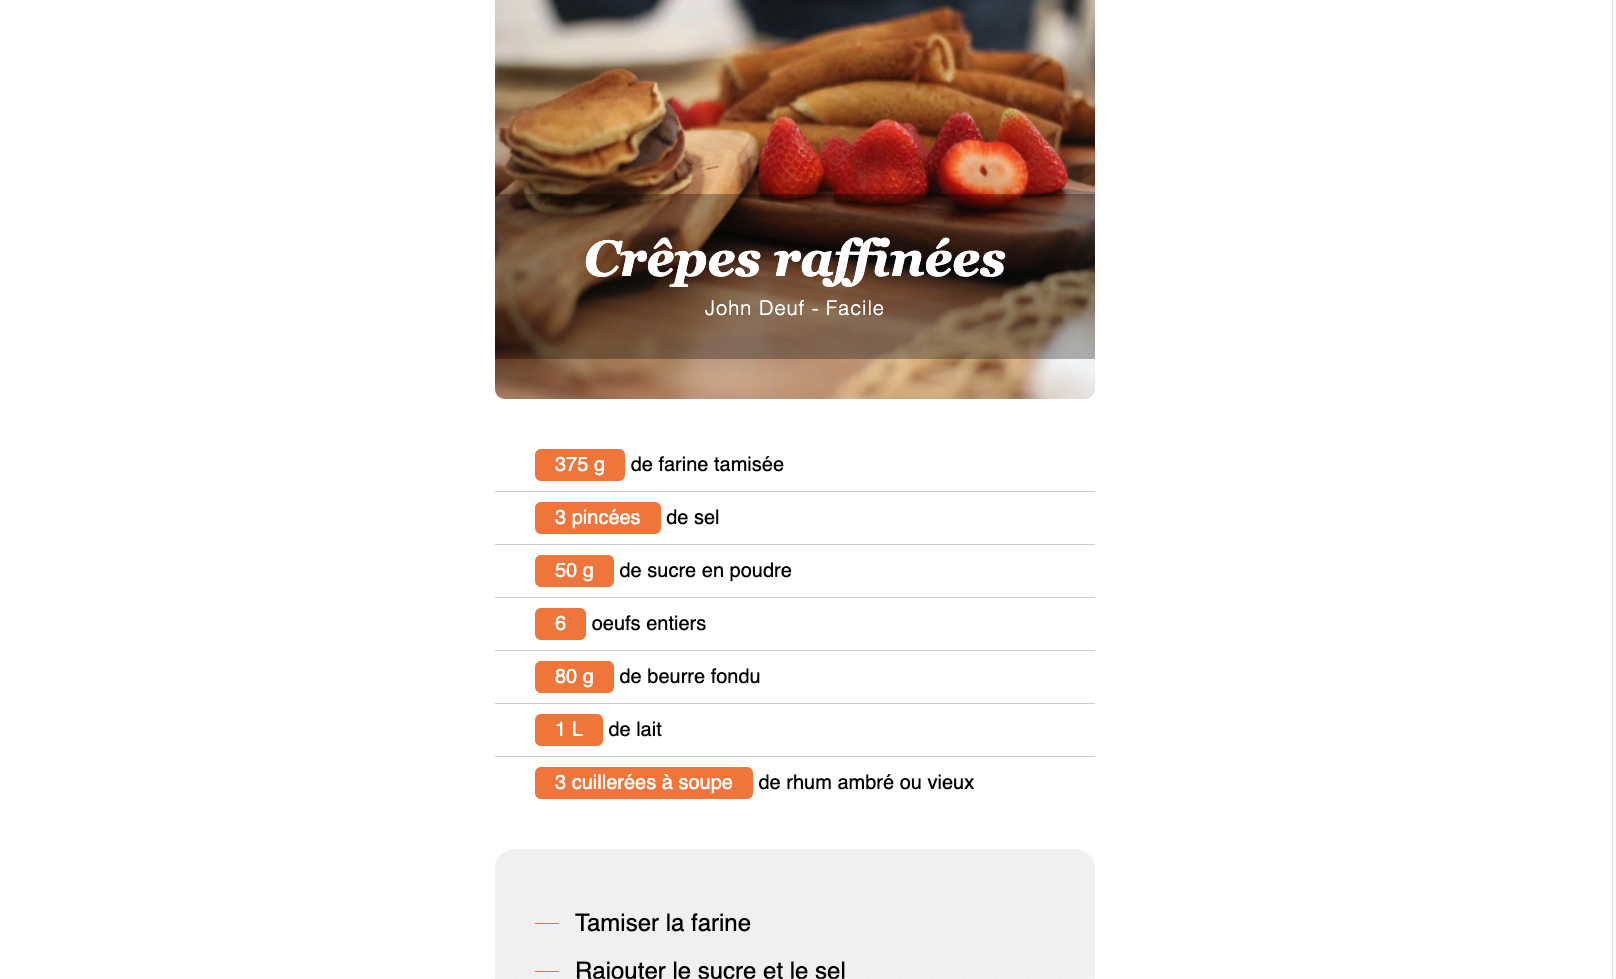 Crêpes raffinées
John Deuf - Facile
375 g de farine tamisée
3 pincées de sel
50 g de sucre en poudre
6 oeufs entiers
80 g de beurre fondu
1 L de lait
3 cuillerées à soupe de rhum ambré ou vieux
Tamiser la farine
Rajouter le sucre et le sel